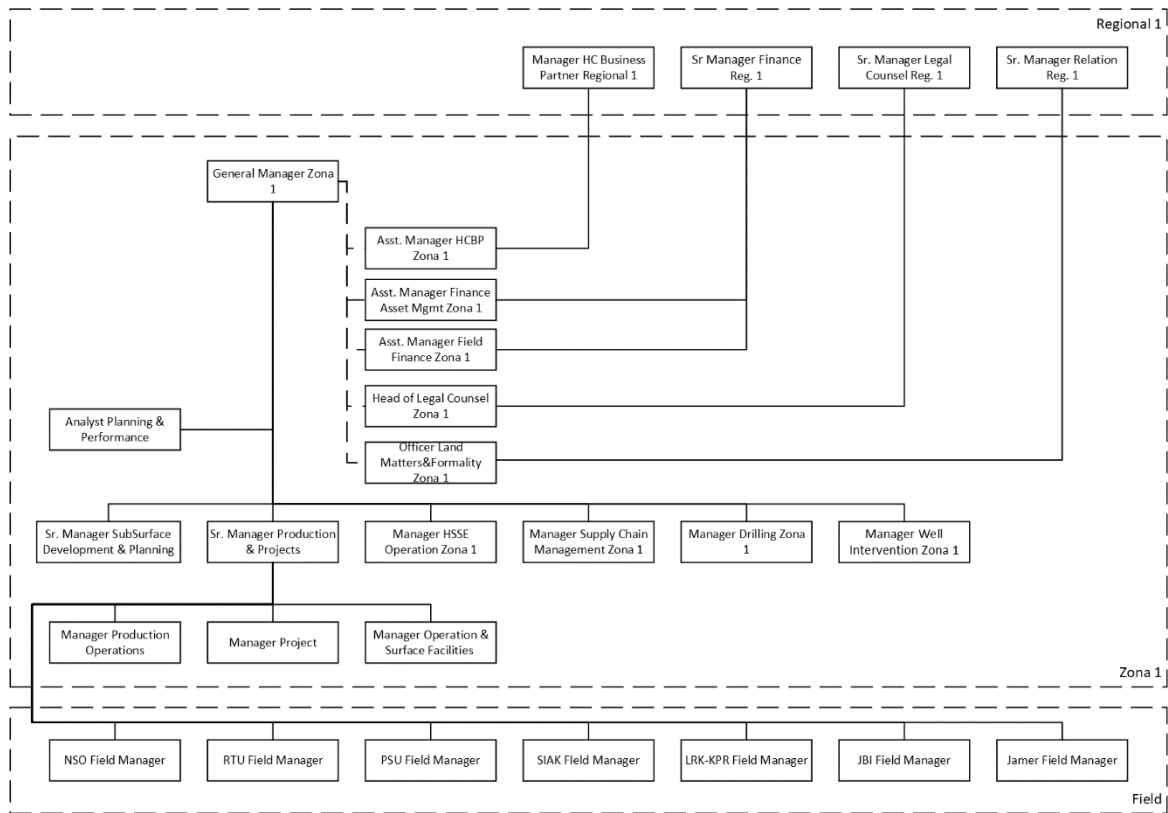 Regional 1
Manager HC Business
Partner Regional 1
Sr Manager Finance
Reg. 1
Sr. Manager Legal
Counsel Reg. 1
Sr. Manager Relation
Reg. 1
General Manager Zona
1
Asst. Manager HCBP
Zona 1
Asst. Manager Finance
Asset Mgmt Zona 1
Asst. Manager Field
Finance Zona 1
Head of Legal Counsel
Zona 1
Analyst Planning &
Performance
Officer Land
Matters&Formality
Zona 1
Sr. Manager SubSurface
Development & Planning
Sr. Manager Production
& Projects
Manager HSSE
Operation Zona 1
Manager Supply Chain
Management Zona 1
Manager Drilling Zona
1
Manager Well
Intervention Zona 1
Manager Production
Operations
Manager Project
Manager Operation &
Surface Facilities
Zona 1
NSO Field Manager
RTU Field Manager
PSU Field Manager
SIAK FIeld Manager
LRK-KPR Field Manager
JBI Field Manager
Jamer Field Manager
Field